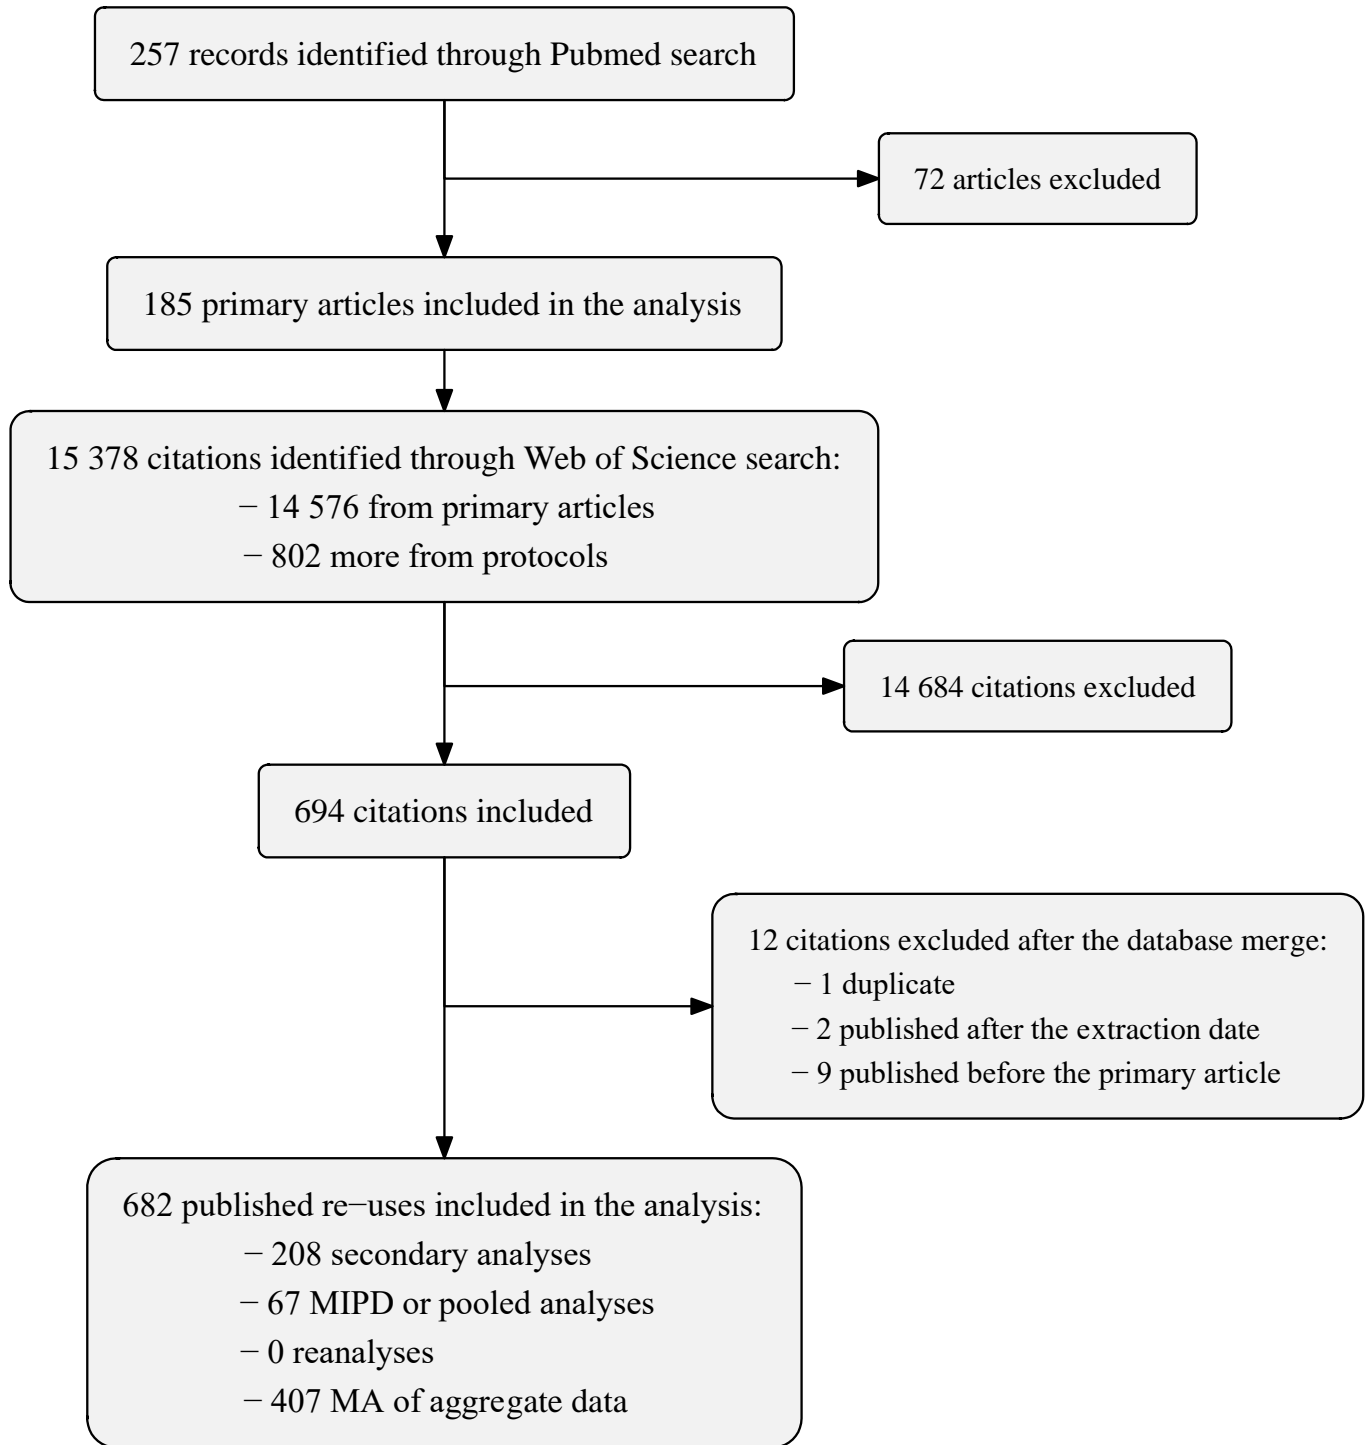 257 records identified through Pubmed search
72 articles excluded
185 primary articles included in the analysis
15 378 citations identified through Web of Science search:
− 14 576 from primary articles
− 802 more from protocols
14 684 citations excluded
694 citations included
12 citations excluded after the database merge:
− 1 duplicate
− 2 published after the extraction date
− 9 published before the primary article
682 published re−uses included in the analysis:
− 208 secondary analyses
− 67 MIPD or pooled analyses
− 0 reanalyses
− 407 MA of aggregate data